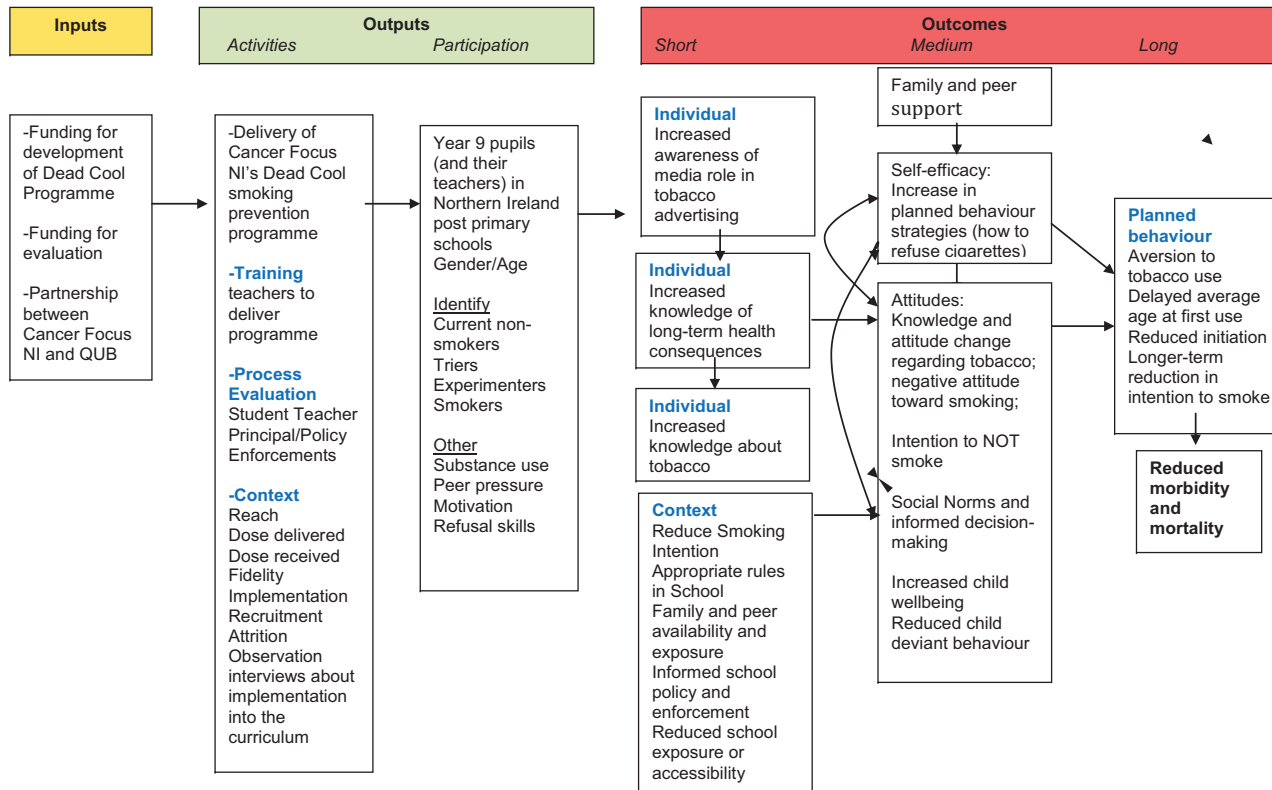 Inputs
Outputs
Activities
Participation
Outcomes
Short
Medium
Long
-Funding for
development
of Dead Cool
Programme
-Funding for
evaluation
-Partnership
between
Cancer Focus
NI and QUB
-Delivery of
Cancer Focus
NI's Dead Cool
smoking
prevention
programme
-Training
teachers to
deliver
programme
-Process
Evaluation
Student Teacher
Principal/Policy
Enforcements
-Context
Reach
Dose delivered
Dose received
Fidelity
Implementation
Recruitment
Attrition
Observation
interviews about
implementation
into the
curriculum
Year 9 pupils
(and their
teachers) in
Northern Ireland
post primary
schools
Gender/Age
Identify
Current non-
smokers
Triers
Experimenters
Smokers
Other
Substance use
Peer pressure
Motivation
Refusal skills
Individual
Increased
awareness of
media role in
tobacco
advertising
Individual
Increased
knowledge of
long-term health
consequences
Individual
Increased
knowledge about
tobacco
Context
Reduce Smoking
Intention
Appropriate rules
in School
Family and peer
availability and
exposure
Informed school
policy and
enforcement
Reduced school
exposure or
accessibility
Family and peer
support
Self-efficacy:
Increase in
planned behaviour
strategies (how to
refuse cigarettes)
Attitudes:
Knowledge and
attitude change
regarding tobacco;
negative attitude
toward smoking;
Intention to NOT
smoke
Social Norms and
informed decision-
making
Increased child
wellbeing
Reduced child
deviant behaviour
Planned
behaviour
Aversion to
tobacco use
Delayed average
age at first use
Reduced initiation
Longer-term
reduction in
intention to smoke
Reduced
morbidity
and
mortality